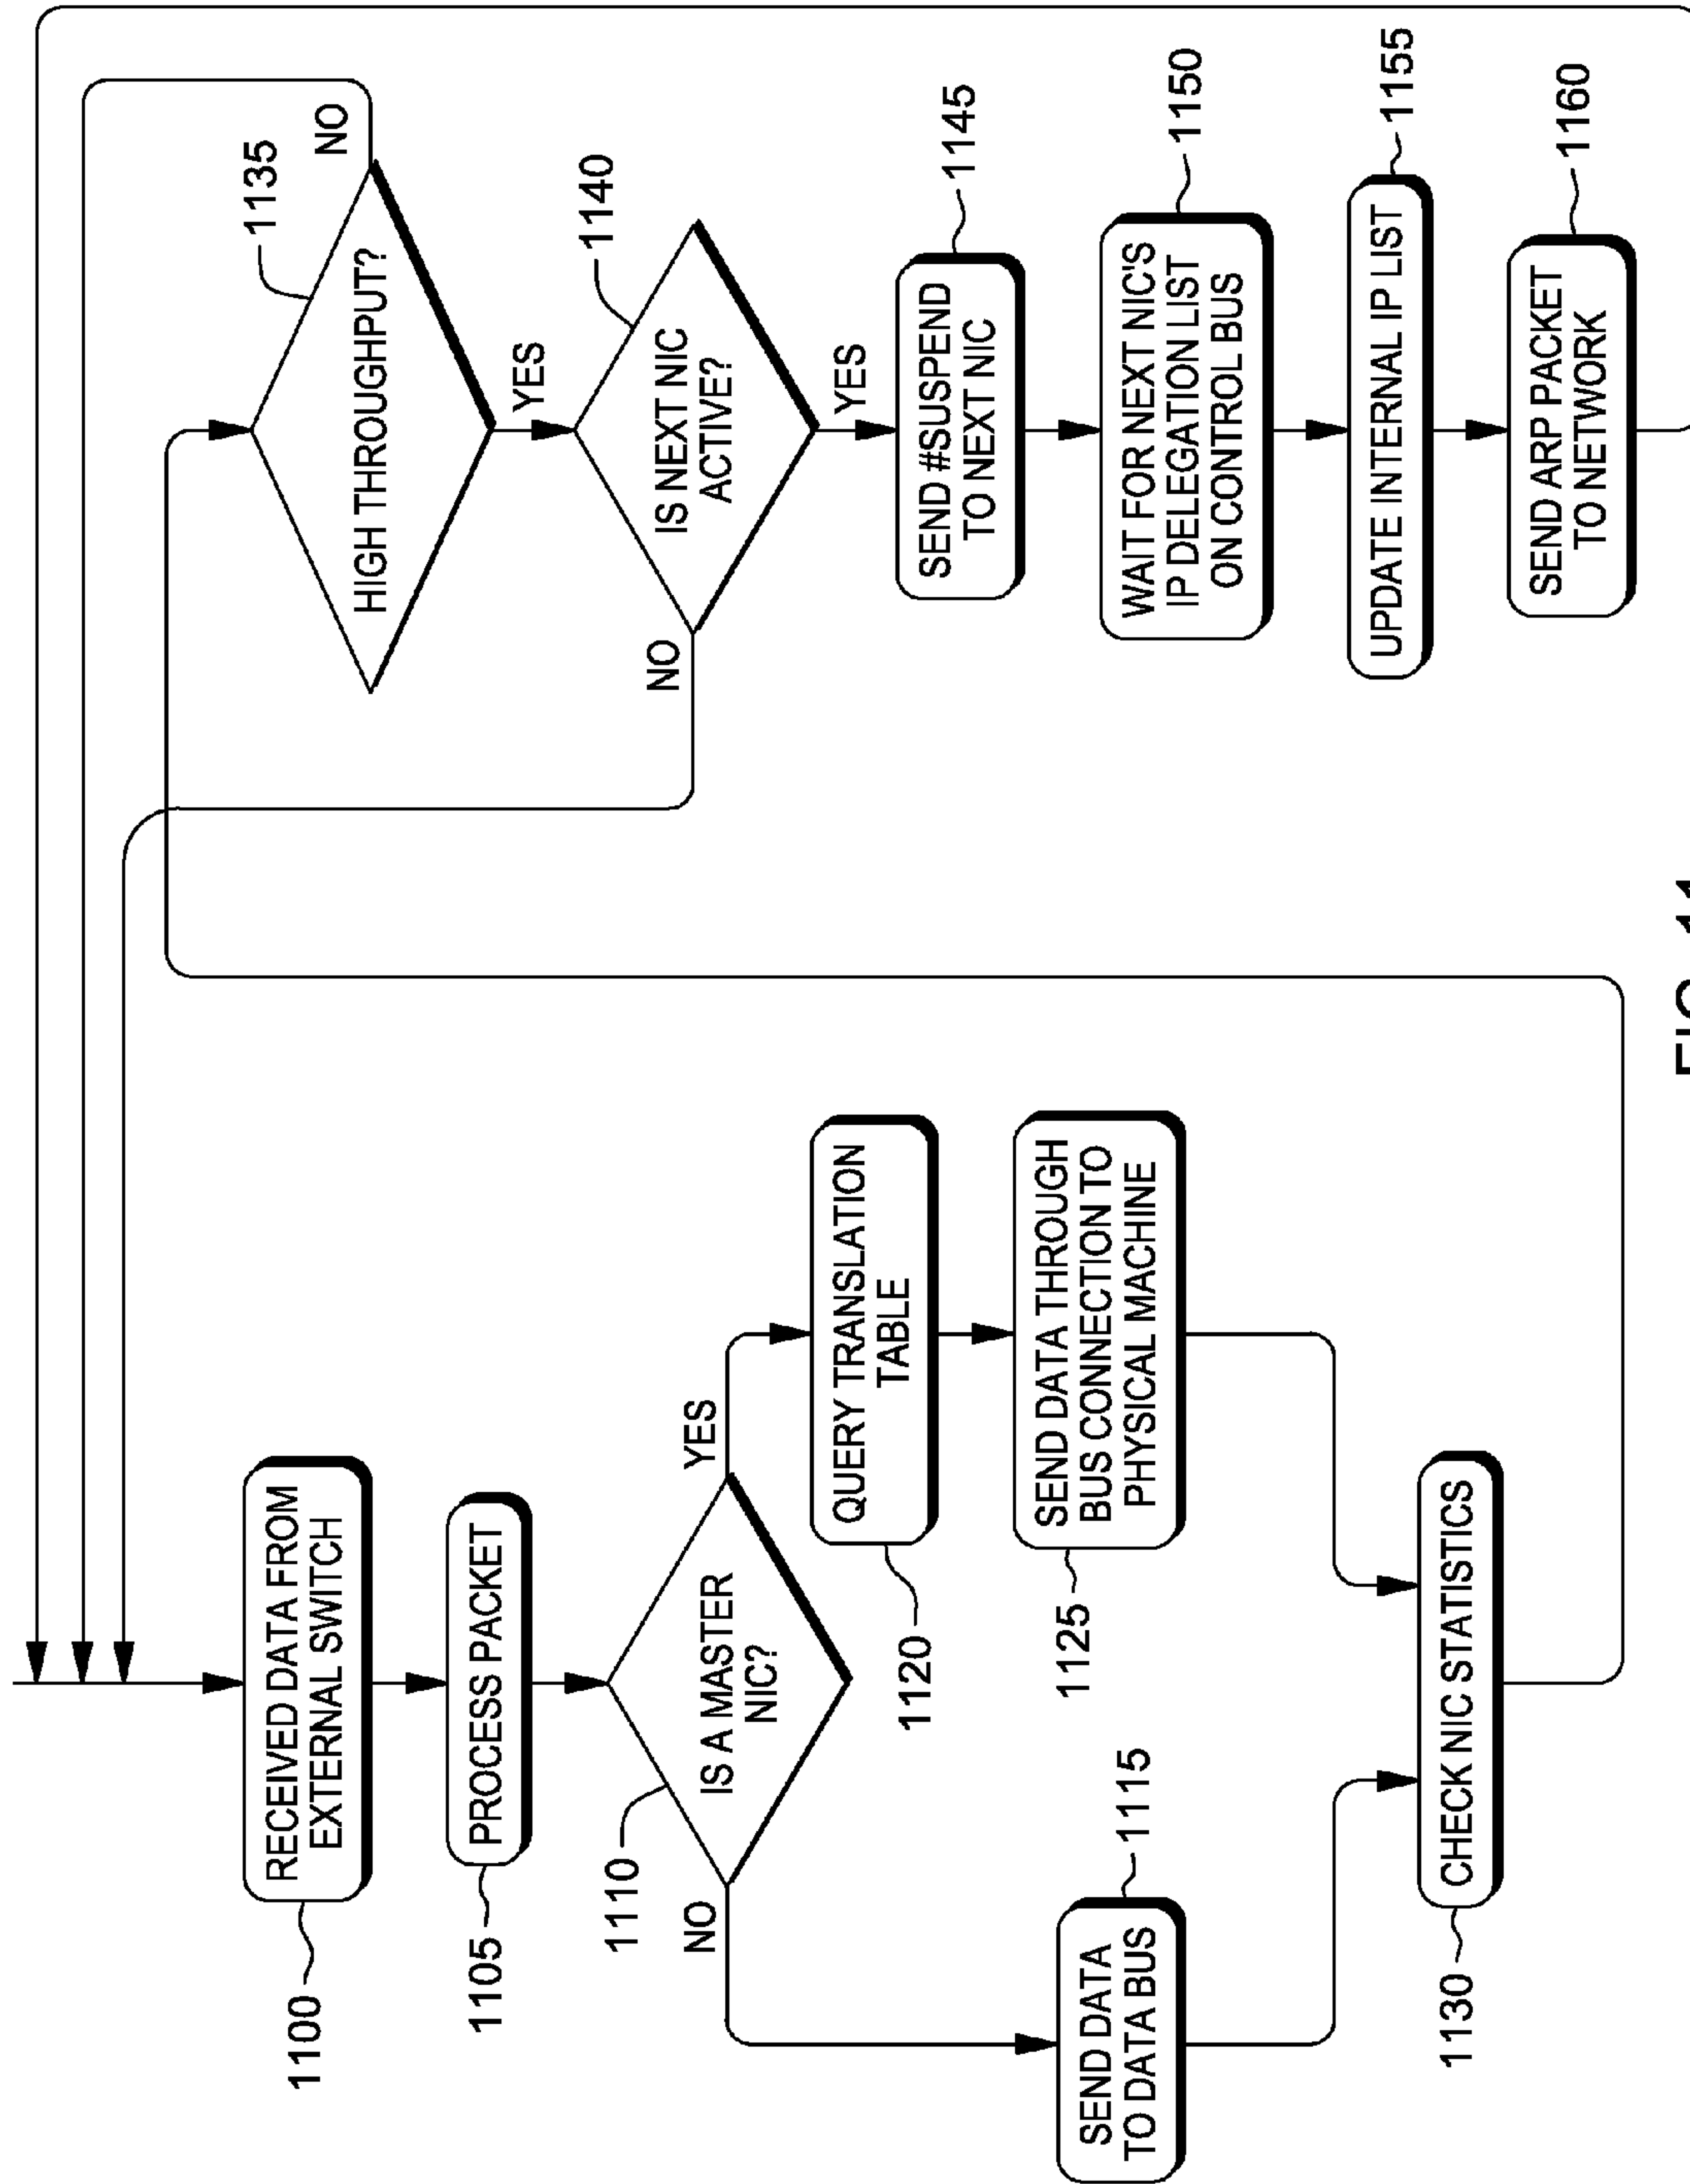 RECEIVED DATA FROM
EXTERNAL SWITCH
1100
PROCESS PACKET
1105
IS A MASTER
NIC?
1110
NO
YES
SEND DATA
TO DATA BUS
1115
QUERY TRANSLATION
TABLE
1120
SEND DATA THROUGH
BUS CONNECTION TO
PHYSICAL MACHINE
1125
CHECK NIC STATISTICS
1130
HIGH THROUGHPUT?
1135
NO
YES
IS NEXT NIC
ACTIVE?
1140
NO
YES
SEND #SUSPEND
TO NEXT NIC
1145
WAIT FOR NEXT NIC'S
IP DELEGATION LIST
ON CONTROL BUS
1150
UPDATE INTERNAL IP LIST
1155
SEND ARP PACKET
TO NETWORK
1160
FIG. 11